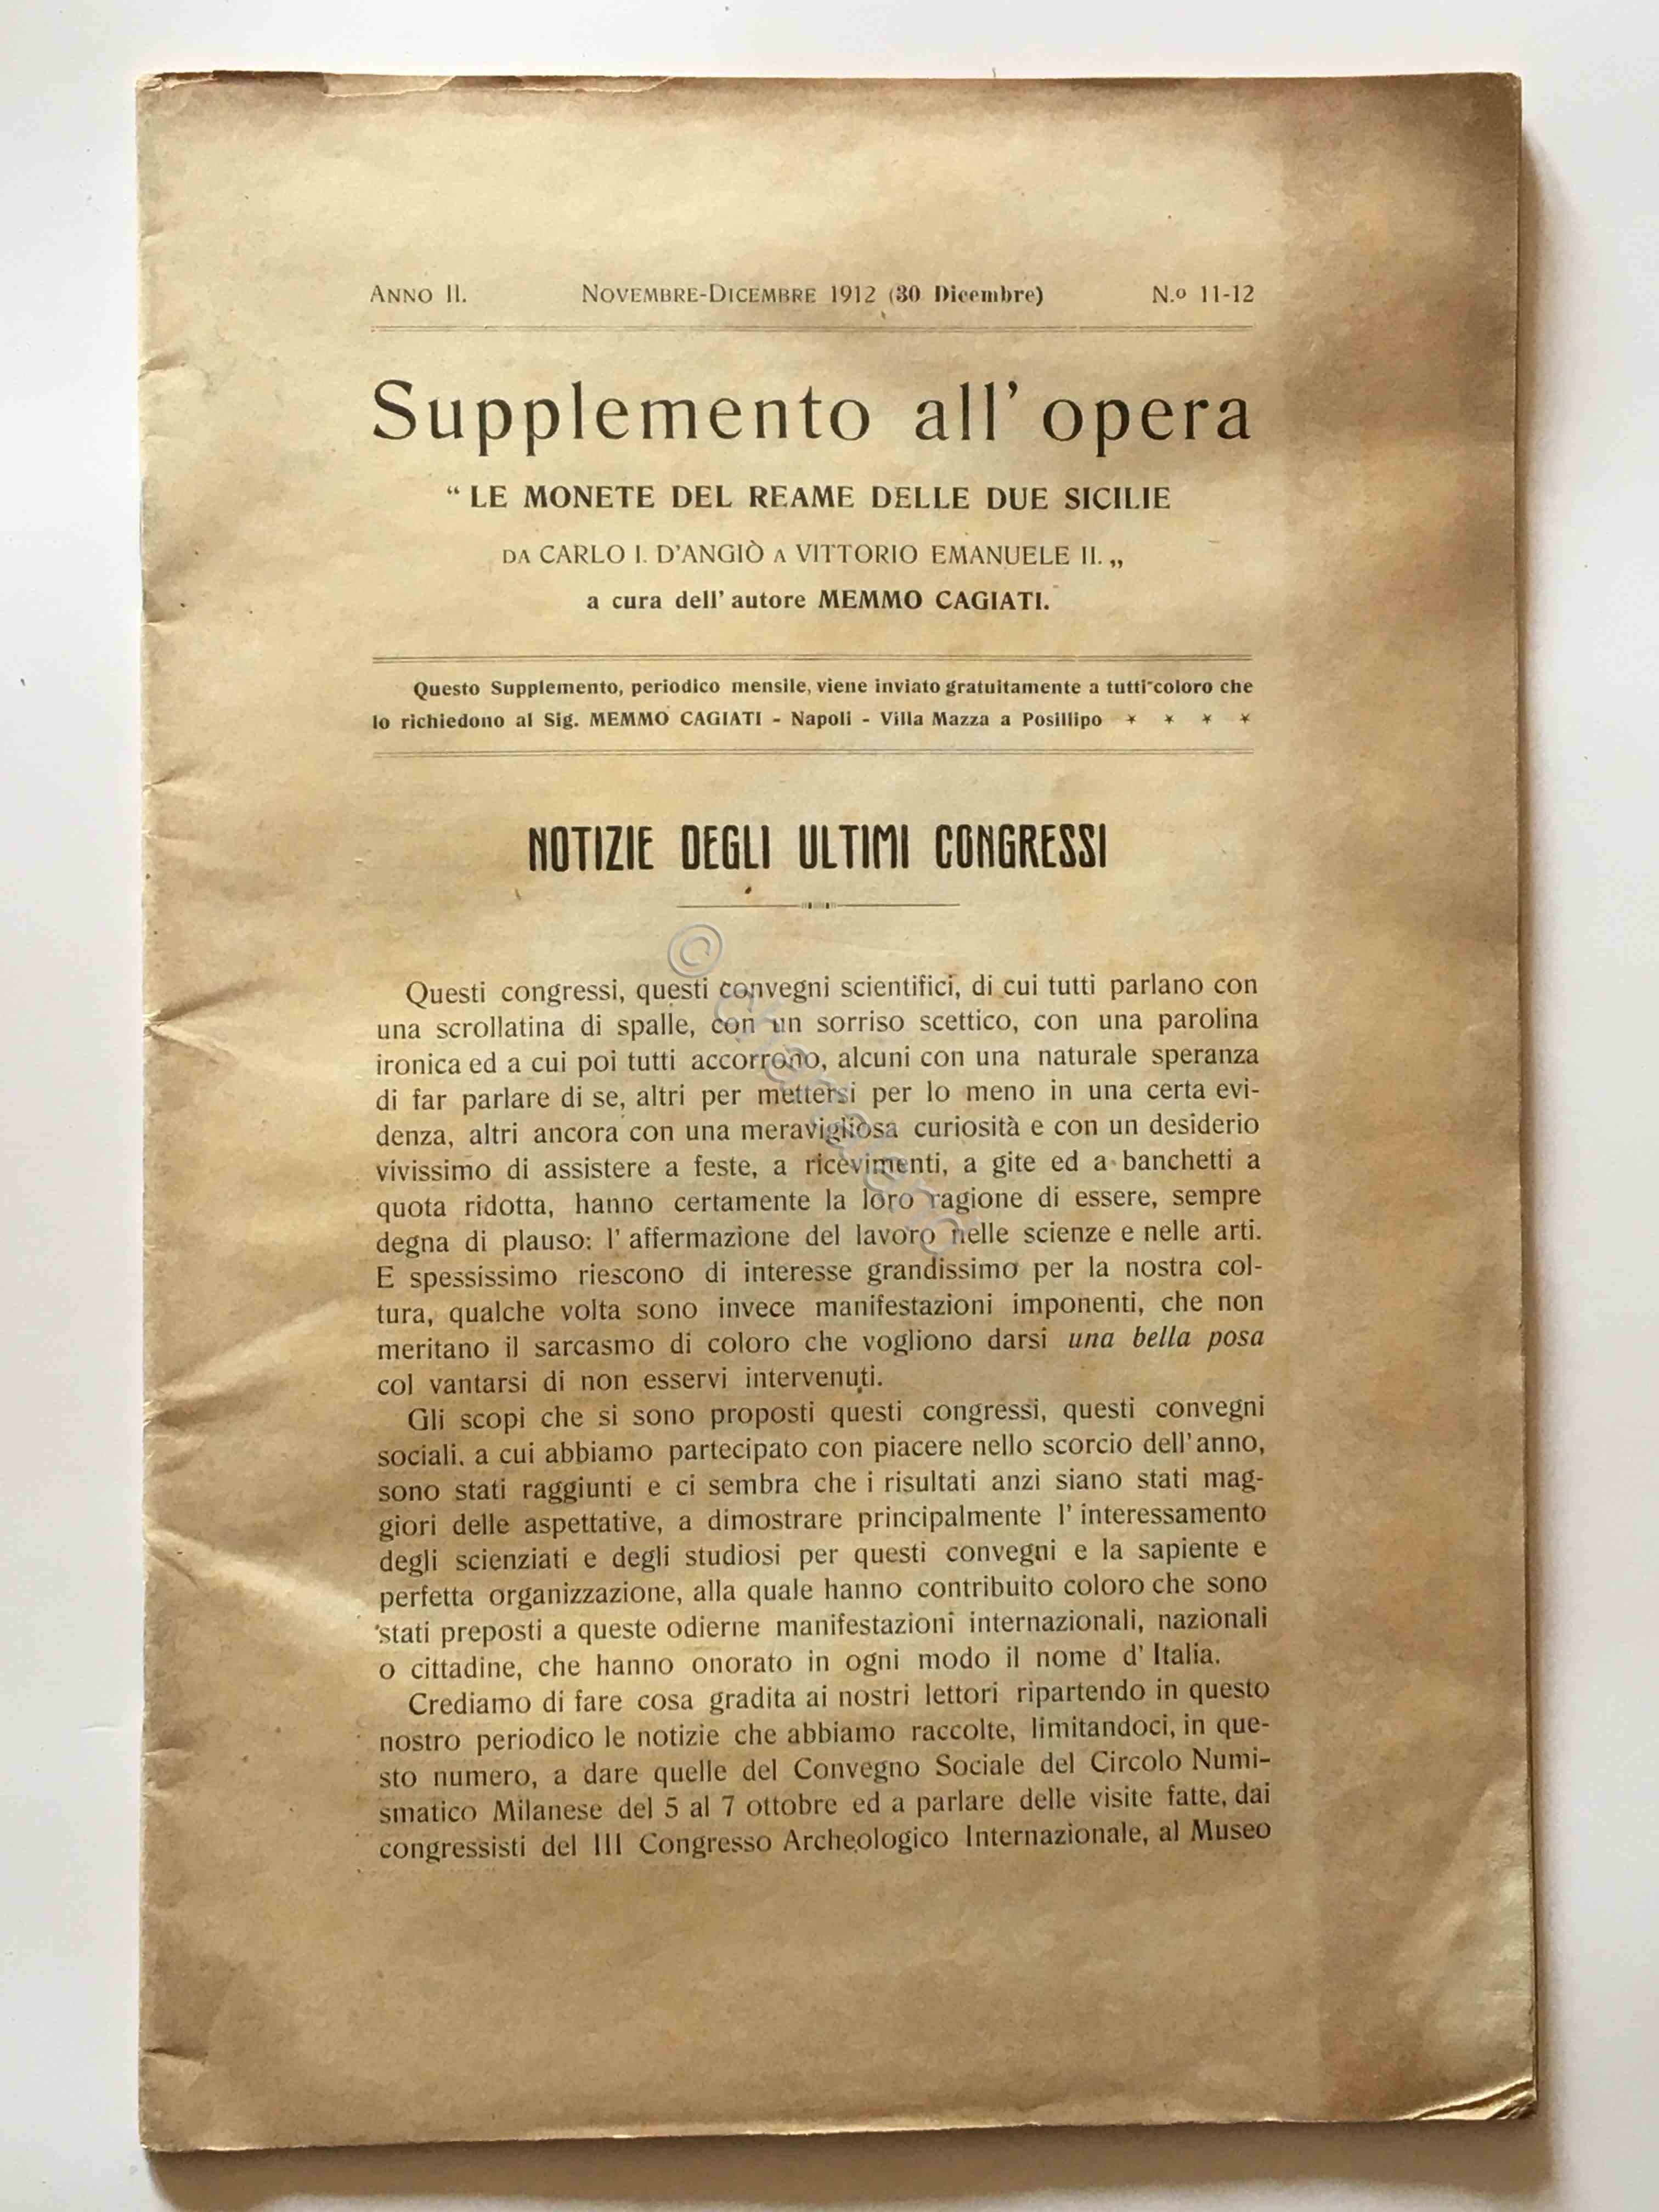 Anno II.
Novembre-Dicembre 1912 (30 Dicembre)
N.º 11-12
Supplemento all' opera
“ LE MONETE DEL REAME DELLE DUE SICILIE
DA CARLO I. D'ANGIÒ A VITTORIO EMANUELE II. „
a cura dell' autore MEMMO CAGIATI.
Questo Supplemento, periodico mensile, viene inviato gratuitamente a tutti coloro che
lo richiedono al Sig. MEMMO CAGIATI - Napoli - Villa Mazza a Posillipo * * * *
NOTIZIE DEGLI ULTIMI CONGRESSI
Questi congressi, questi convegni scientifici, di cui tutti parlano con
una scrollatina di spalle, con un sorriso scettico, con una parolina
ironica ed a cui poi tutti accorrono, alcuni con una naturale speranza
di far parlare di se, altri per mettersi per lo meno in una certa evi-
denza, altri ancora con una meravigliosa curiosità e con un desiderio
vivissimo di assistere a feste, a ricevimenti, a gite ed a banchetti a
quota ridotta, hanno certamente la loro ragione di essere, sempre
degna di plauso: l' affermazione del lavoro nelle scienze e nelle arti.
E spessissimo riescono di interesse grandissimo per la nostra col-
tura, qualche volta sono invece manifestazioni imponenti, che non
meritano il sarcasmo di coloro che vogliono darsi una bella posa
col vantarsi di non esservi intervenuti.
Gli scopi che si sono proposti questi congressi, questi convegni
sociali. a cui abbiamo partecipato con piacere nello scorcio dell' anno,
sono stati raggiunti e ci sembra che i risultati anzi siano stati mag-
giori delle aspettative, a dimostrare principalmente l' interessamento
degli scienziati e degli studiosi per questi convegni e la sapiente e
perfetta organizzazione, alla quale hanno contribuito coloro che sono
stati preposti a queste odierne manifestazioni internazionali, nazionali
o cittadine, che hanno onorato in ogni modo il nome d' Italia.
Crediamo di fare cosa gradita ai nostri lettori ripartendo in questo
nostro periodico le notizie che abbiamo raccolte, limitandoci, in que-
sto numero, a dare quelle del Convegno Sociale del Circolo Numi-
smatico Milanese del 5 al 7 ottobre ed a parlare delle visite fatte, dai
congressisti del III Congresso Archeologico Internazionale, al Museo